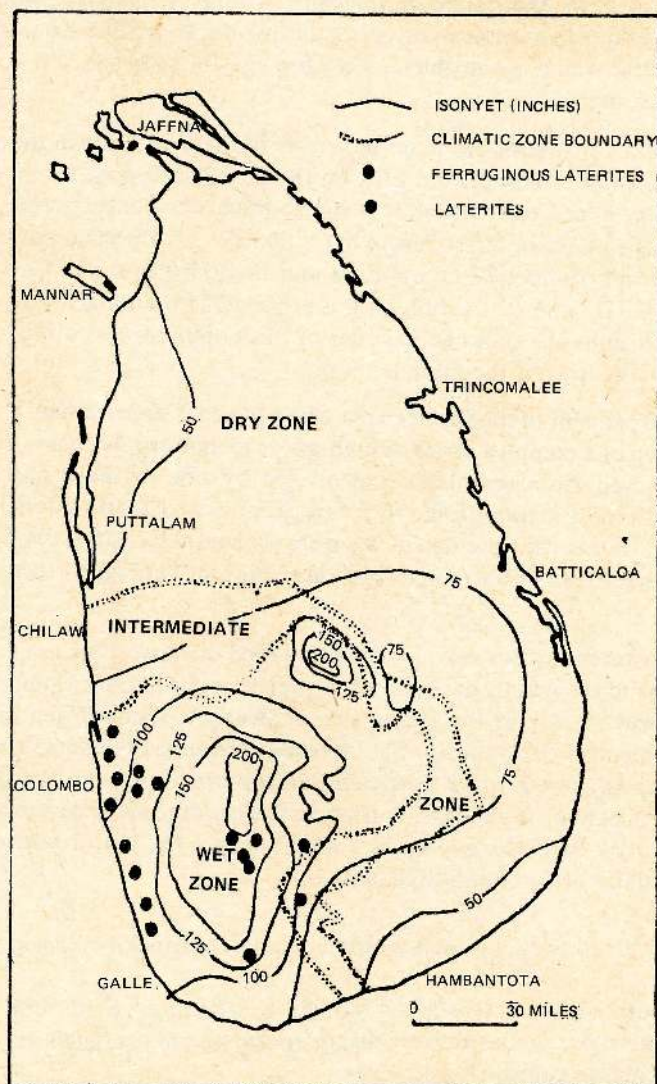 JAFFNA
ISONYET (INCHES)
CLIMATIC ZONE BOUNDARY
FERRUGINOUS LATERITES
LATERITES
MANNAR
TRINCOMALEE
50
DRY ZONE
PUTTALAM
BATTICALOA
75
CHILAW
INTERMEDIATE
150
200
125
75
100
125
200
150
COLOMBO
ZONE
75
WET
ZONE
50
125
100
GALLE
HAMBANTOTA
0 30 MILES